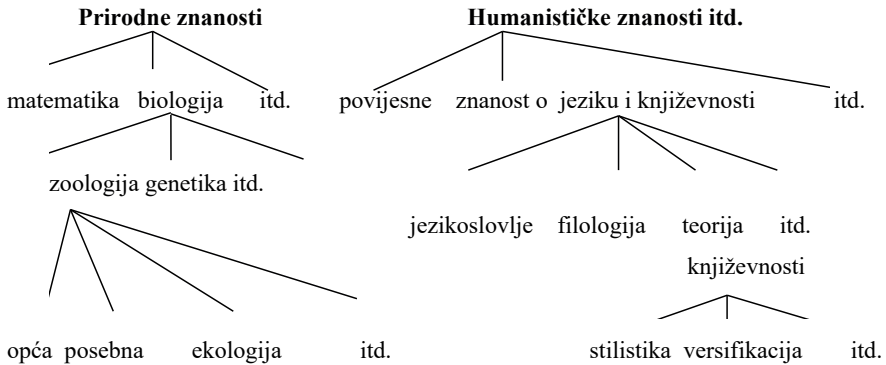 Prirodne znanosti Humanističke znanosti itd.
matematika biologija itd. povijesne znanost o jeziku i književnosti itd.
zoologija genetika itd.
jezikoslovlje filologija teorija itd.
književnosti
opća posebna ekologija itd. stilistika versifikacija itd.